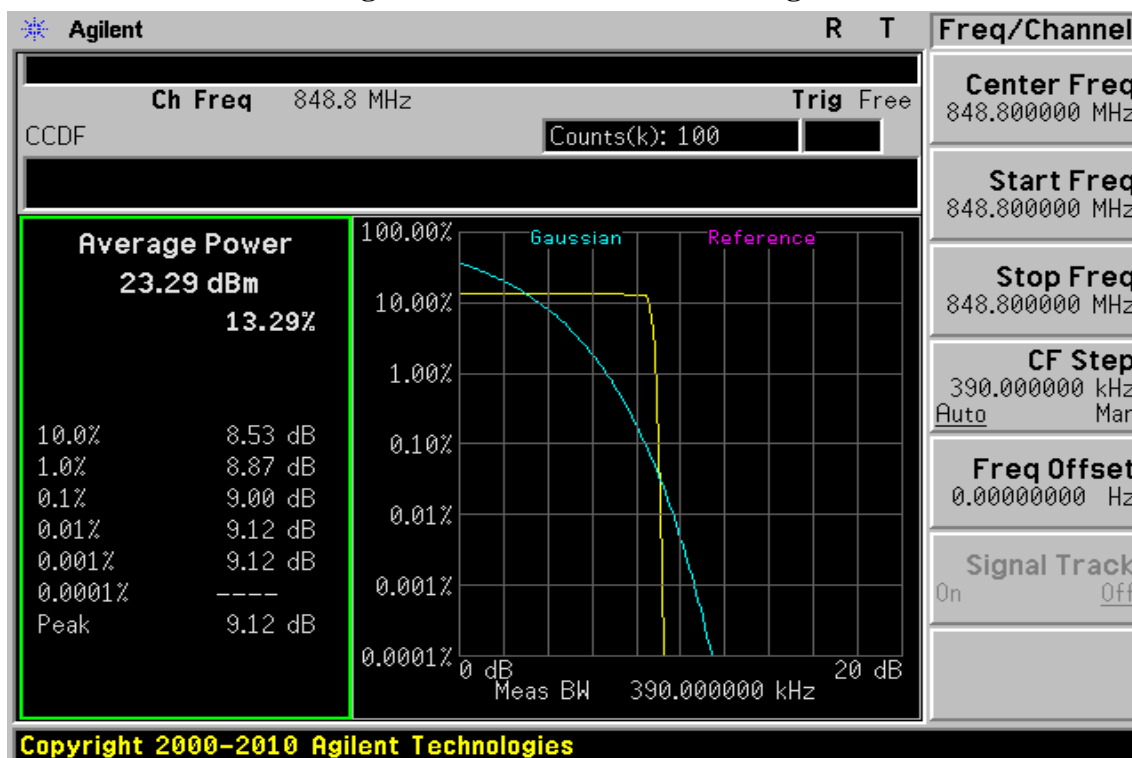 Agilent R T
Ch Freq 848.8 MHz Trig Free
CCDF Counts(k): 100
Average Power
23.29 dBm
13.29%
10.0% 8.53 dB
1.0% 8.87 dB
0.1% 9.00 dB
0.01% 9.12 dB
0.001% 9.12 dB
0.0001% ----
Peak 9.12 dB
Gaussian Reference
100.00%
10.00%
1.00%
0.10%
0.01%
0.001%
0.0001%
0 dB 20 dB
Meas BW 390.000000 kHz
Freq/Channel
Center Freq
848.800000 MHz
Start Freq
848.800000 MHz
Stop Freq
848.800000 MHz
CF Step
390.000000 kHz
Auto Man
Freq Offset
0.00000000 Hz
Signal Track
On Off
Copyright 2000-2010 Agilent Technologies